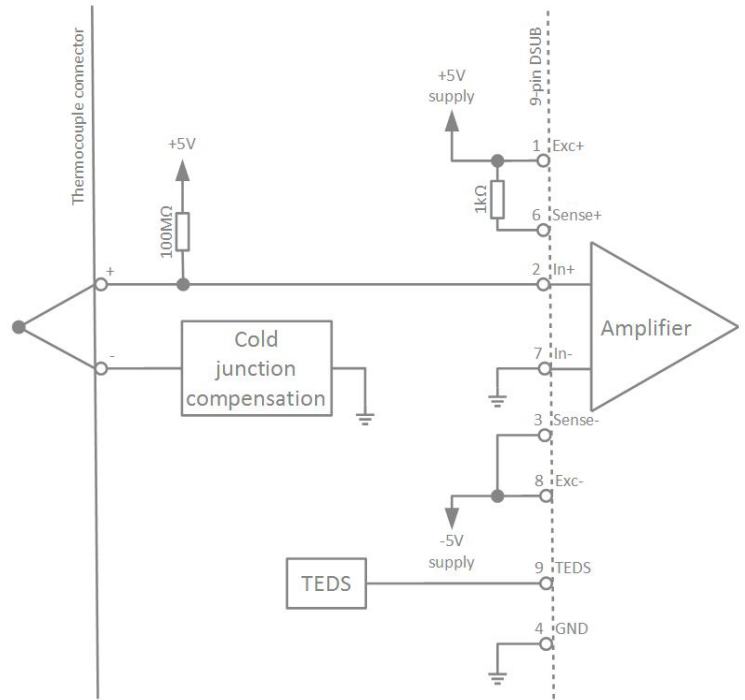 Thermocouple connector
9-pin DSUB
+5V
supply
1 Exc+
+5V
1kΩ
100MΩ
6 Sense+
+
2 In+
Amplifier
Cold
junction
compensation
-
7 In-
3 Sense-
8 Exc-
-5V
supply
TEDS
9 TEDS
4 GND